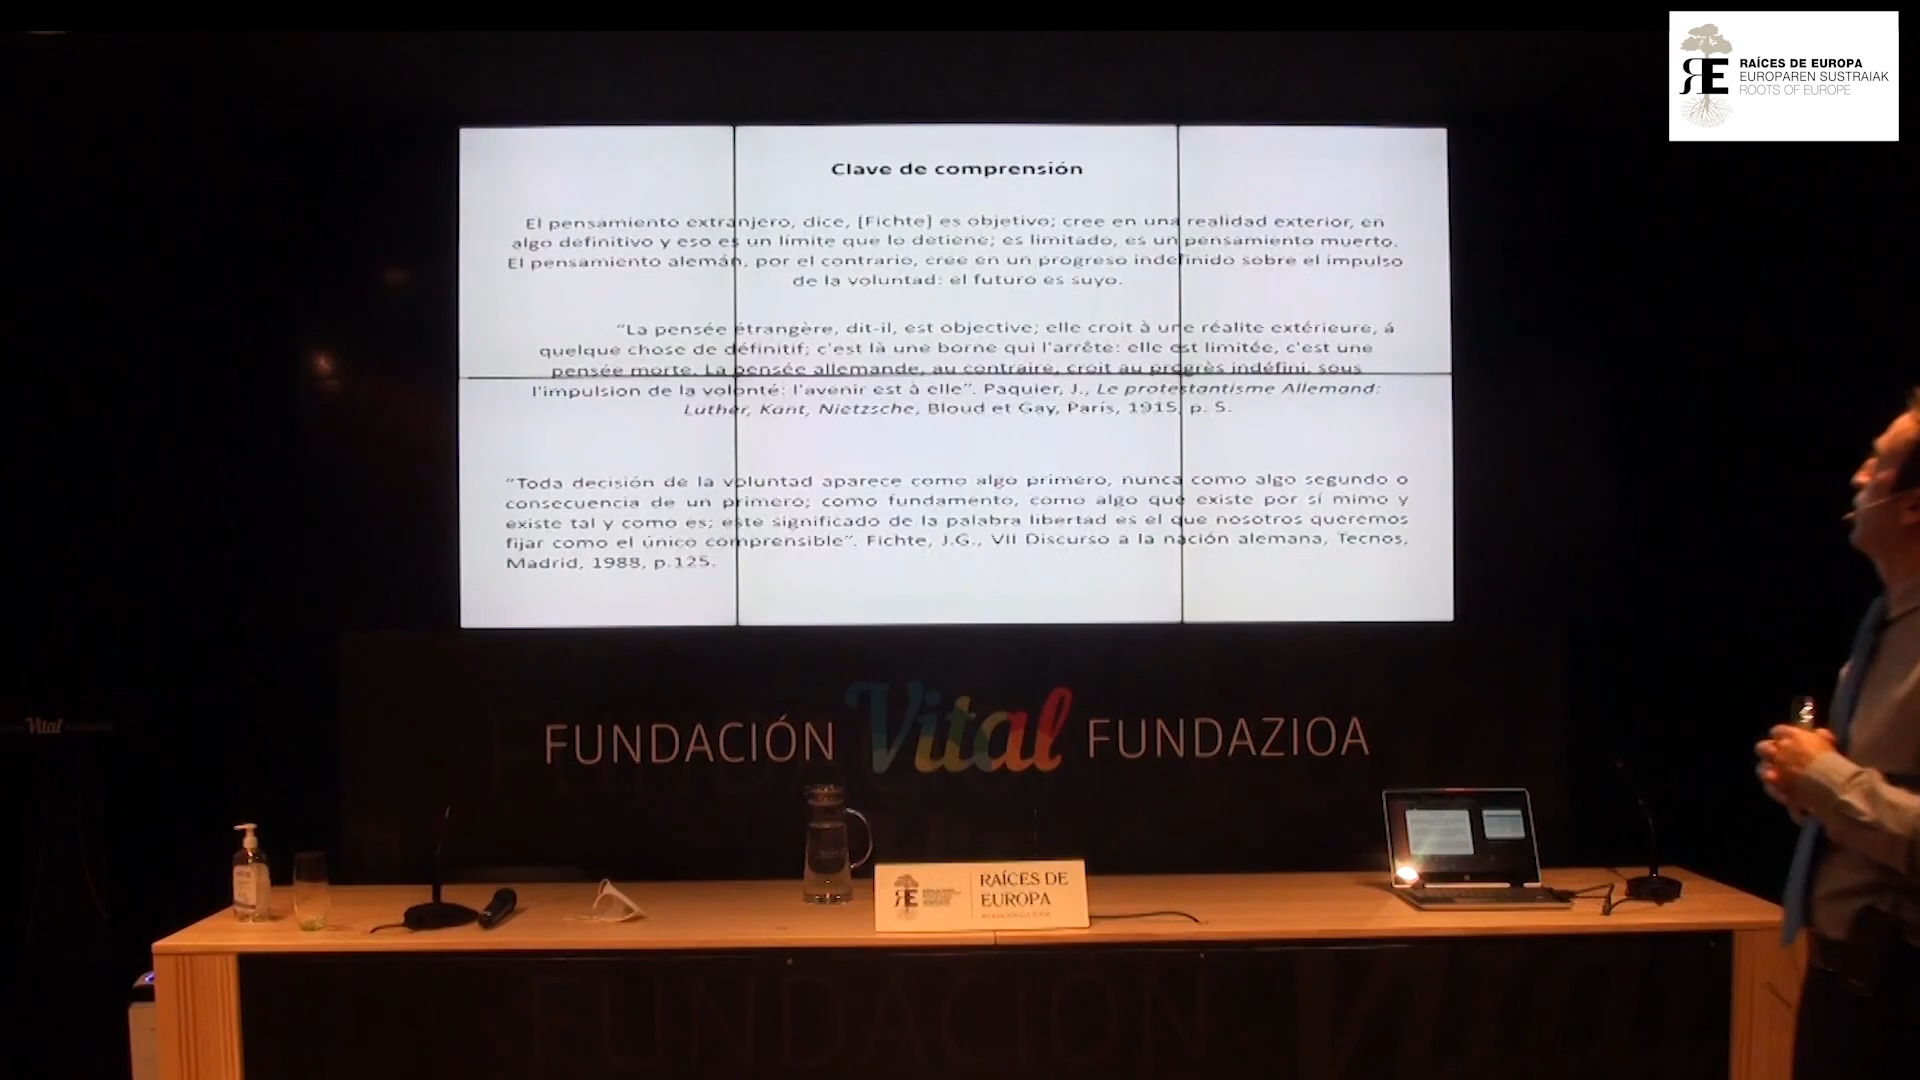 RAÍCES DE EUROPA
EUROPAREN SUSTRAIAK
ROOTS OF EUROPE
Clave de comprensión
El pensamiento extranjero, dice, [Fichte] es objetivo; cree en una realidad exterior, en
algo definitivo y eso es un límite que lo detiene; es limitado, es un pensamiento muerto.
El pensamiento alemán, por el contrario, cree en un progreso indefinido sobre el impulso
de la voluntad: el futuro es suyo.
“La pensée étrangère, dit-il, est objective; elle croit à une réalite extérieure, á
quelque chose de définitif; c'est là une borne qui l'arrête: elle est limitée, c'est une
pensée morte. La pensée allemande, au contraire, croit au progrès indéfini, sous
l'impulsion de la volonté: l'avenir est à elle”. Paquier, J., Le protestantisme Allemand:
Luther, Kant, Nietzsche, Bloud et Gay, París, 1915, p. 5.
“Toda decisión de la voluntad aparece como algo primero, nunca como algo segundo o
consecuencia de un primero; como fundamento, como algo que existe por sí mimo y
existe tal y como es; este significado de la palabra libertad es el que nosotros queremos
fijar como el único comprensible”. Fichte, J.G., VII Discurso a la nación alemana, Tecnos,
Madrid, 1988, p.125.
FUNDACIÓN Vital FUNDAZIOA
Vital
RE
RAÍCES DE
EUROPA
FUNDACIÓN Vital